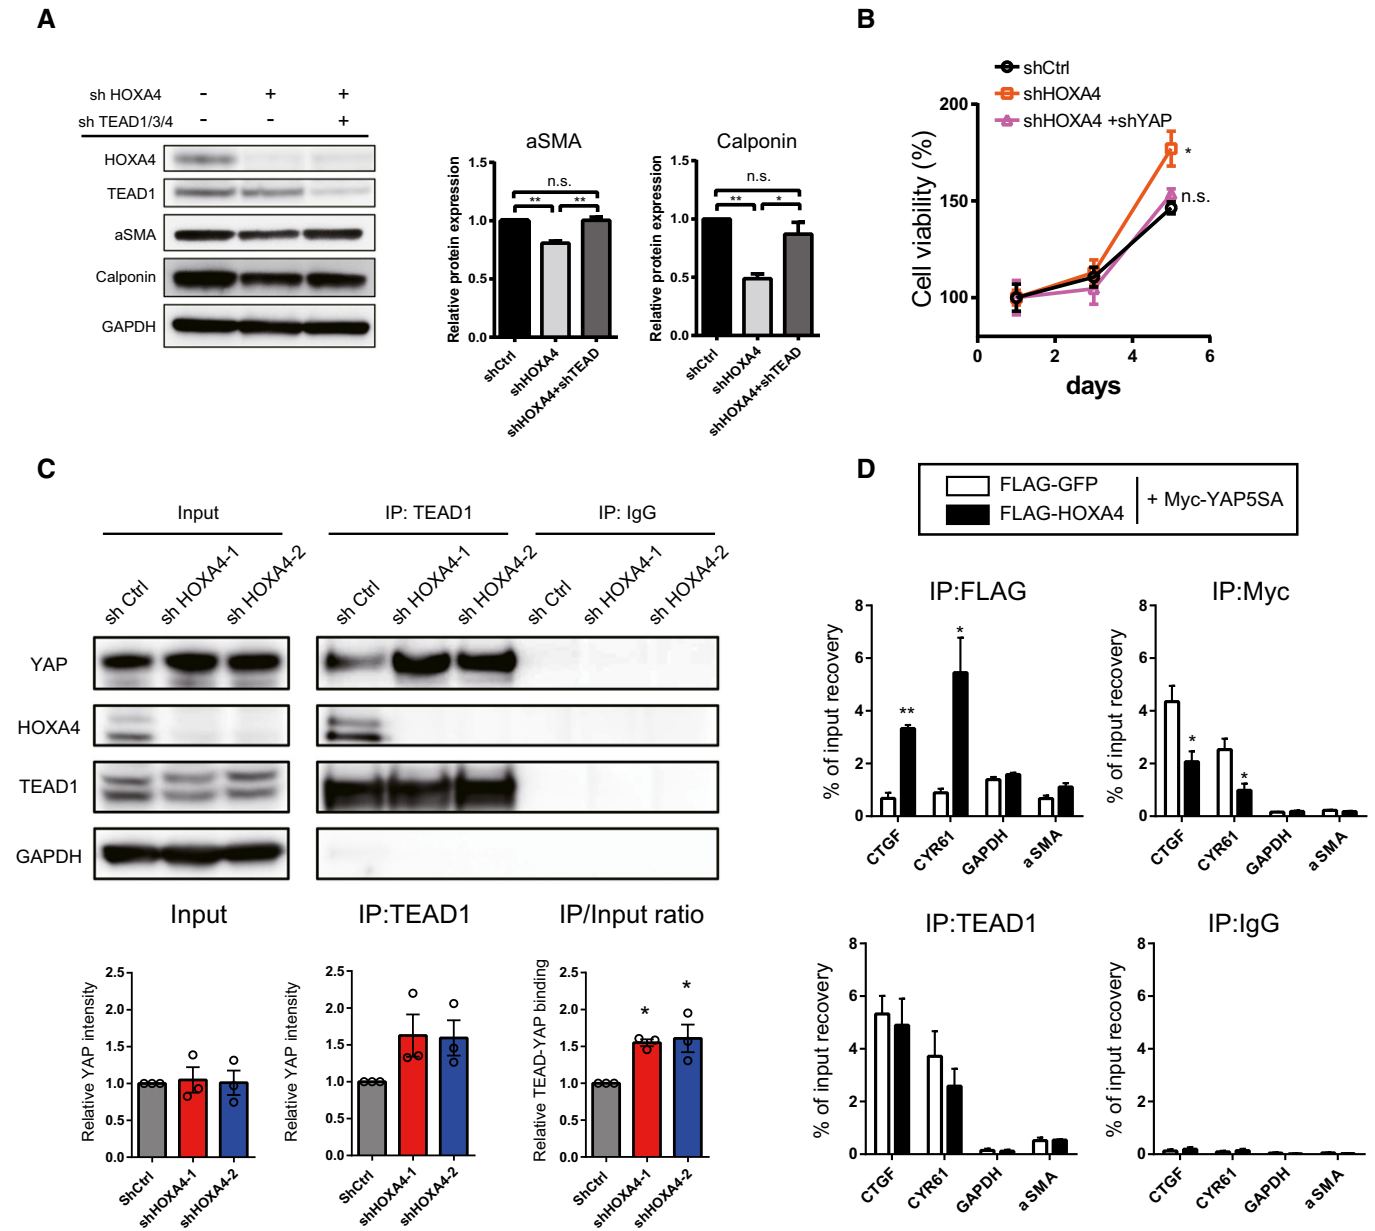 A
sh HOXA4 - + +
sh TEAD1/3/4 - - +
HOXA4
TEAD1
aSMA
Calponin
GAPDH
aSMA
Relative protein expression
1.5
1.0
0.5
0.0
n.s.
** **
shCtrl
shHOXA4
shHOXA4+shTEAD
Calponin
Relative protein expression
1.5
1.0
0.5
0.0
n.s.
** *
shCtrl
shHOXA4
shHOXA4+shTEAD
B
shCtrl
shHOXA4
shHOXA4 +shYAP
Cell viability (%)
200
150
100
*
n.s.
0 2 4 6
days
C
Input
IP: TEAD1
IP: IgG
sh Ctrl
sh HOXA4-1
sh HOXA4-2
sh Ctrl
sh HOXA4-1
sh HOXA4-2
sh Ctrl
sh HOXA4-1
sh HOXA4-2
YAP
HOXA4
TEAD1
GAPDH
Input
Relative YAP intensity
2.5
2.0
1.5
1.0
0.5
0.0
ShCtrl
shHOXA4-1
shHOXA4-2
IP:TEAD1
Relative YAP intensity
2.5
2.0
1.5
1.0
0.5
0.0
ShCtrl
shHOXA4-1
shHOXA4-2
IP/Input ratio
Relative TEAD-YAP binding
2.5
2.0
1.5
1.0
0.5
0.0
* *
ShCtrl
shHOXA4-1
shHOXA4-2
D
FLAG-GFP
FLAG-HOXA4
+ Myc-YAP5SA
IP:FLAG
% of input recovery
8
6
4
2
0
** *
CTGF
CYR61
GAPDH
a SMA
IP:Myc
% of input recovery
8
6
4
2
0
* *
CTGF
CYR61
GAPDH
a SMA
IP:TEAD1
% of input recovery
8
6
4
2
0
CTGF
CYR61
GAPDH
a SMA
IP:IgG
% of input recovery
8
6
4
2
0
CTGF
CYR61
GAPDH
a SMA